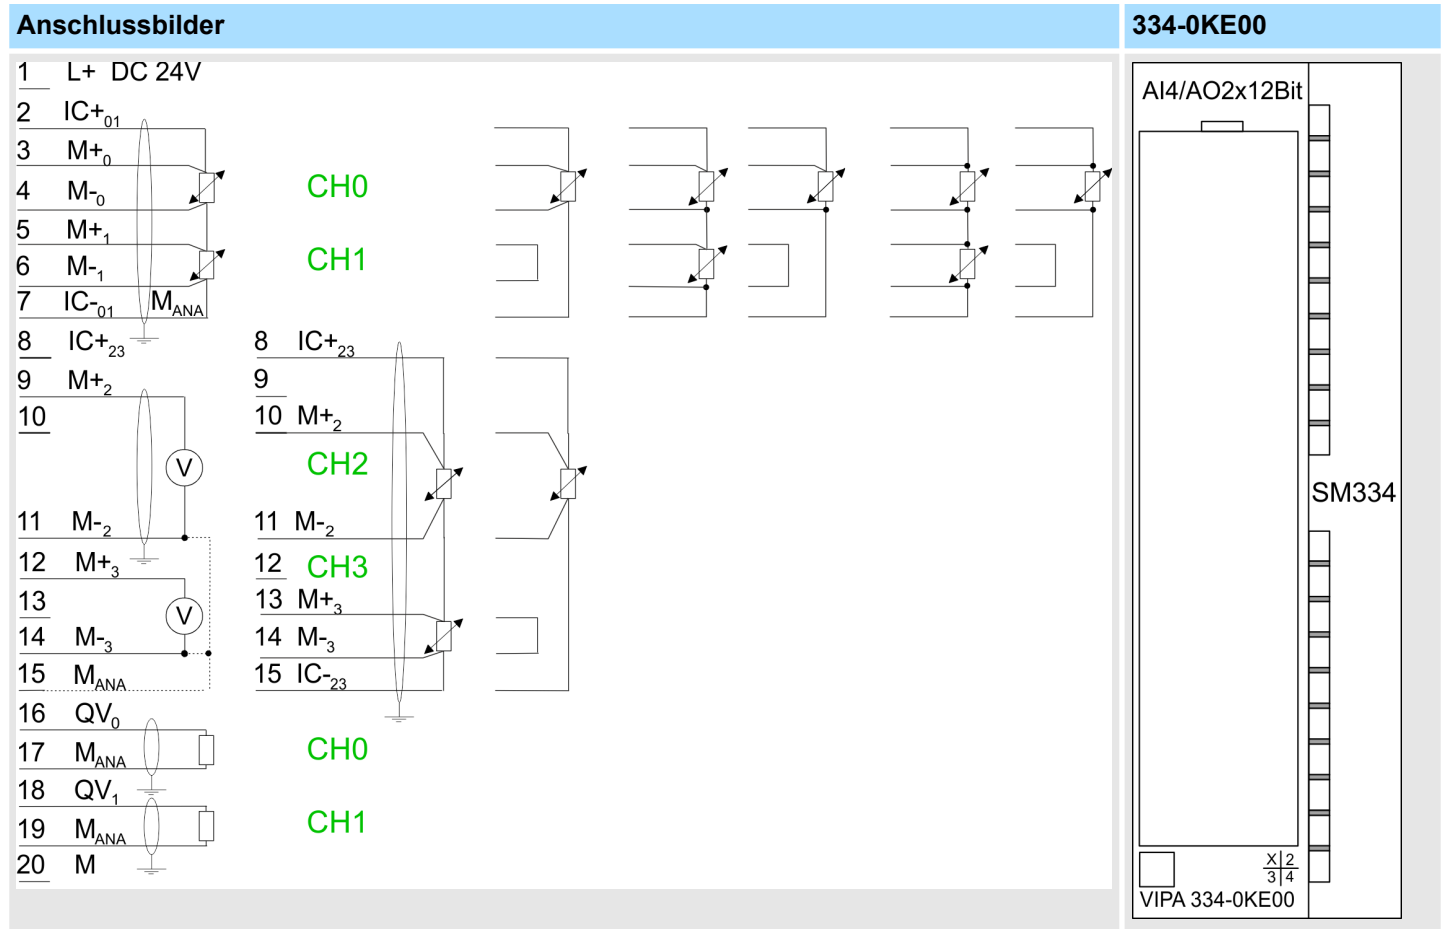 Anschlussbilder
334-0KE00
1 L+ DC 24V
2 IC+01
3 M+0
4 M-0
CH0
5 M+1
6 M-1
CH1
7 IC-01 MANA
8 IC+23
9 M+2
10
V
11 M-2
12 M+3
13
V
14 M-3
15 MANA
8 IC+23
9
10 M+2
CH2
11 M-2
12 CH3
13 M+3
14 M-3
15 IC-23
16 QV0
17 MANA
CH0
18 QV1
19 MANA
CH1
20 M
AI4/AO2x12Bit
SM334
X 2
3 4
VIPA 334-0KE00